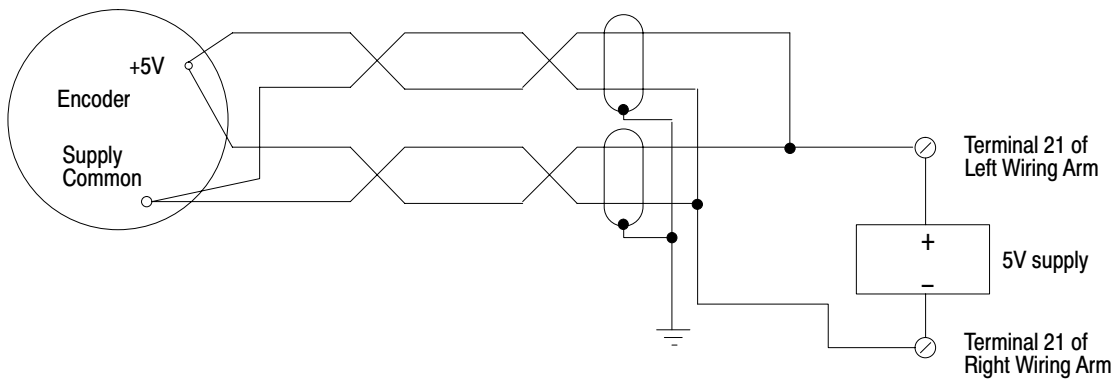 +5V
Encoder
Supply
Common
Terminal 21 of
Left Wiring Arm
+
5V supply
–
Terminal 21 of
Right Wiring Arm